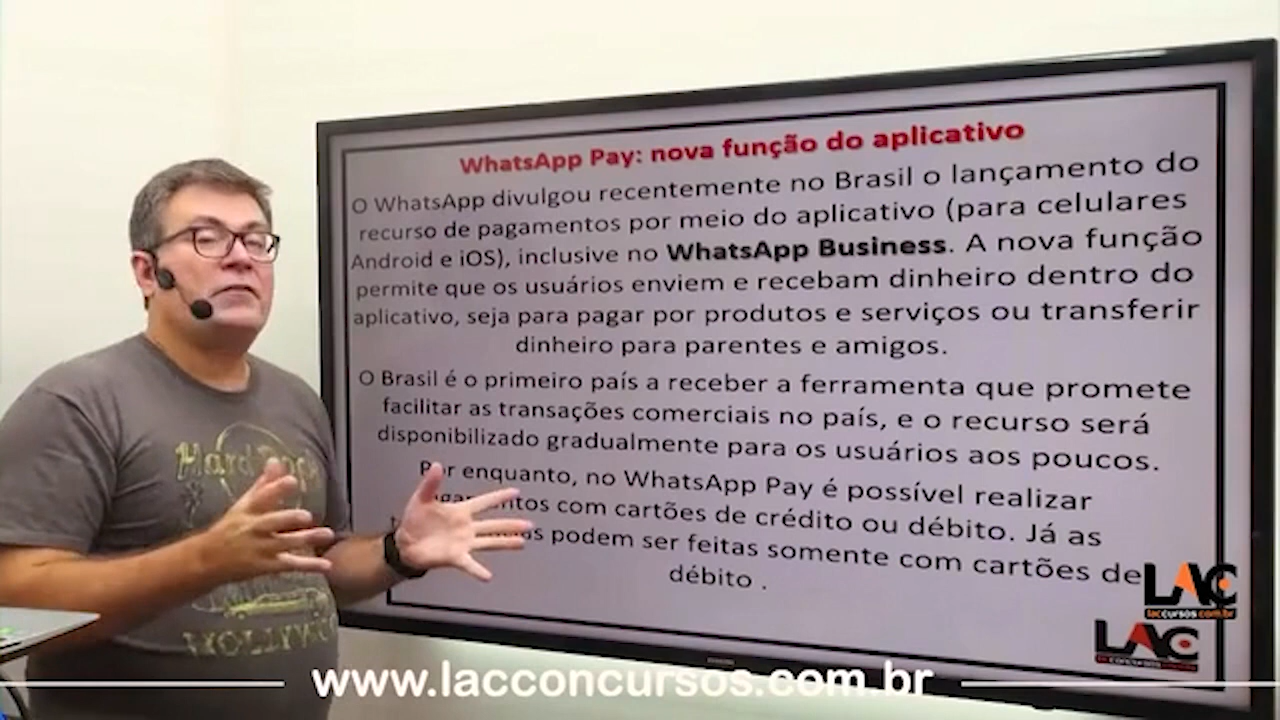 WhatsApp Pay: nova função do aplicativo
O WhatsApp divulgou recentemente no Brasil o lançamento do
recurso de pagamentos por meio do aplicativo (para celulares
Android e iOS), inclusive no WhatsApp Business. A nova função
permite que os usuários enviem e recebam dinheiro dentro do
aplicativo, seja para pagar por produtos e serviços ou transferir
dinheiro para parentes e amigos.
O Brasil é o primeiro país a receber a ferramenta que promete
facilitar as transações comerciais no país, e o recurso será
disponibilizado gradualmente para os usuários aos poucos.
Por enquanto, no WhatsApp Pay é possível realizar
com cartões de crédito ou débito. Já as
podem ser feitas somente com cartões de
débito .
LAC
laccursos.com.br
LAC
Hard
www.lacconcursos.com.br